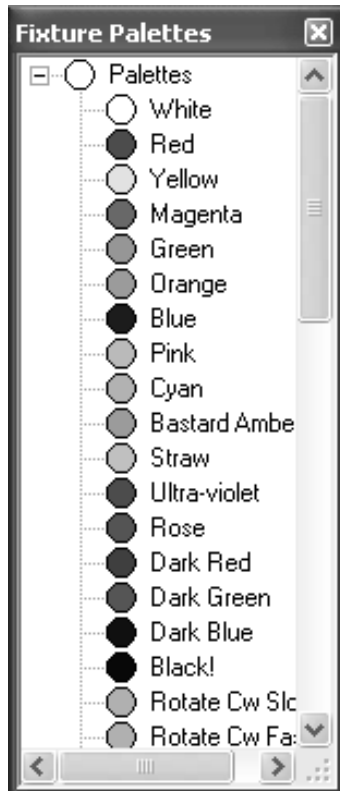 Fixture Palettes
Palettes
White
Red
Yellow
Magenta
Green
Orange
Blue
Pink
Cyan
Bastard Ambe
Straw
Ultra-violet
Rose
Dark Red
Dark Green
Dark Blue
Black!
Rotate Cw Slo
Rotate Cw Fa